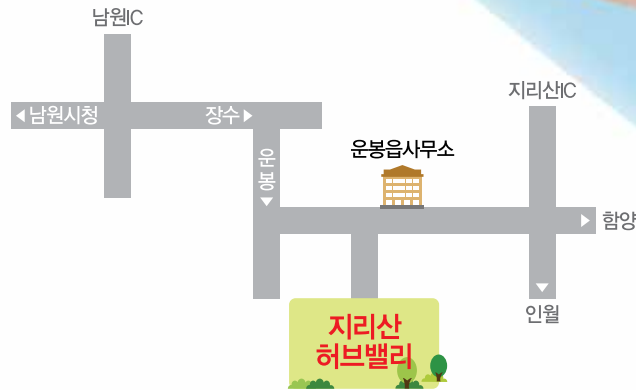 남원IC
남원시청
장수
운봉
지리산IC
운봉읍사무소
함양
인월
지리산
허브밸리